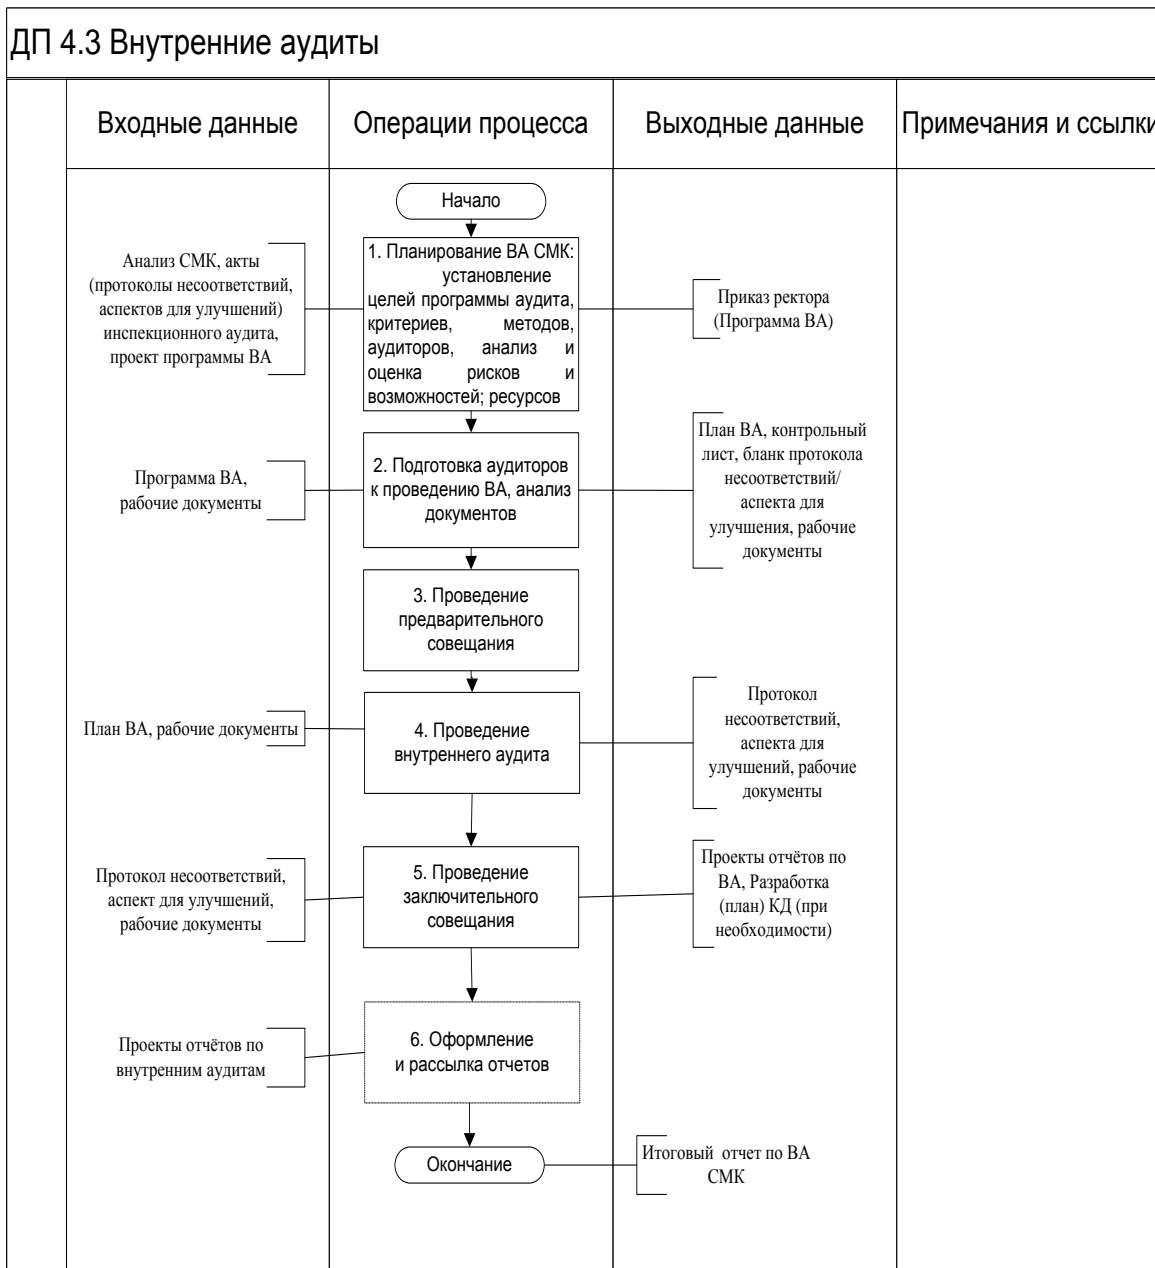 ДП 4.3 Внутренние аудиты
Входные данные
Операции процесса
Выходные данные
Примечания и ссылки
Начало
Анализ СМК, акты
(протоколы несоответствий,
аспектов для улучшений)
инспекционного аудита,
проект программы ВА
1. Планирование ВА СМК:
установление
целей программы аудита,
критериев, методов,
аудиторов, анализ и
оценка рисков и
возможностей; ресурсов
Приказ ректора
(Программа ВА)
Программа ВА,
рабочие документы
2. Подготовка аудиторов
к проведению ВА, анализ
документов
План ВА, контрольный
лист, бланк протокола
несоответствий/
аспекта для
улучшения, рабочие
документы
3. Проведение
предварительного
совещания
План ВА, рабочие документы
4. Проведение
внутреннего аудита
Протокол
несоответствий,
аспекта для
улучшений, рабочие
документы
Протокол несоответствий,
аспект для улучшений,
рабочие документы
5. Проведение
заключительного
совещания
Проекты отчётов по
ВА, Разработка
(план) КД (при
необходимости)
Проекты отчётов по
внутренним аудитам
6. Оформление
и рассылка отчетов
Окончание
Итоговый отчет по ВА
СМК